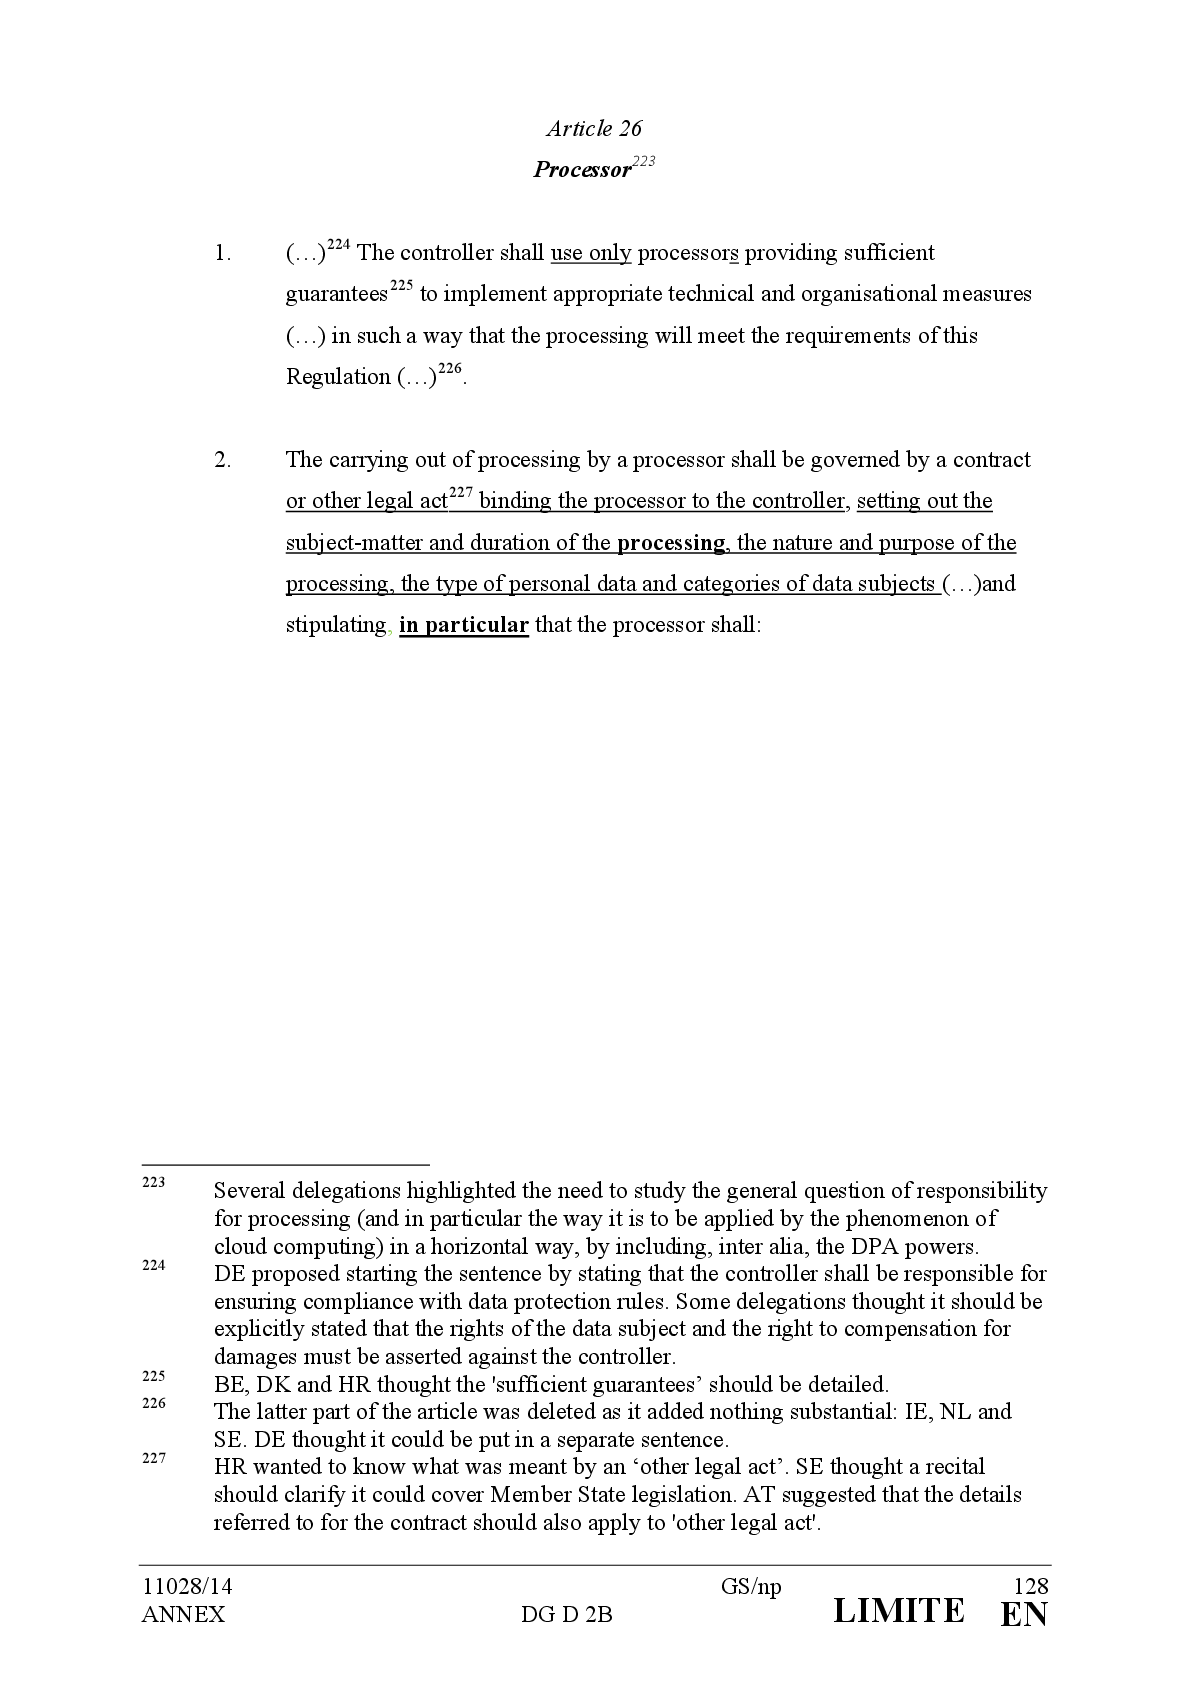 Article 26
Processor223
1. (…)224 The controller shall use only processors providing sufficient
guarantees225 to implement appropriate technical and organisational measures
(…) in such a way that the processing will meet the requirements of this
Regulation (…)226.
2. The carrying out of processing by a processor shall be governed by a contract
or other legal act227 binding the processor to the controller, setting out the
subject-matter and duration of the processing, the nature and purpose of the
processing, the type of personal data and categories of data subjects (…)and
stipulating, in particular that the processor shall:
223 Several delegations highlighted the need to study the general question of responsibility
for processing (and in particular the way it is to be applied by the phenomenon of
cloud computing) in a horizontal way, by including, inter alia, the DPA powers.
224 DE proposed starting the sentence by stating that the controller shall be responsible for
ensuring compliance with data protection rules. Some delegations thought it should be
explicitly stated that the rights of the data subject and the right to compensation for
damages must be asserted against the controller.
225 BE, DK and HR thought the 'sufficient guarantees’ should be detailed.
226 The latter part of the article was deleted as it added nothing substantial: IE, NL and
SE. DE thought it could be put in a separate sentence.
227 HR wanted to know what was meant by an ‘other legal act’. SE thought a recital
should clarify it could cover Member State legislation. AT suggested that the details
referred to for the contract should also apply to 'other legal act'.
11028/14 GS/np 128
ANNEX DG D 2B LIMITE EN